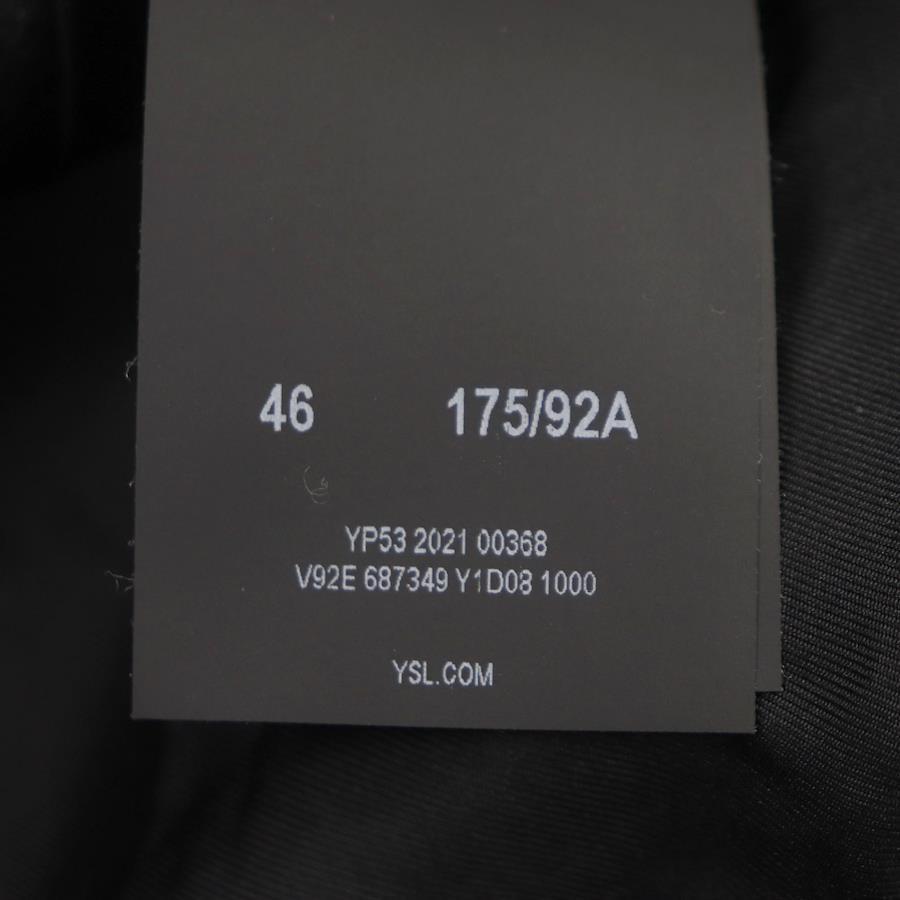 46 175/92A
YP53 2021 00368
V92E 687349 Y1D08 1000
YSL.COM